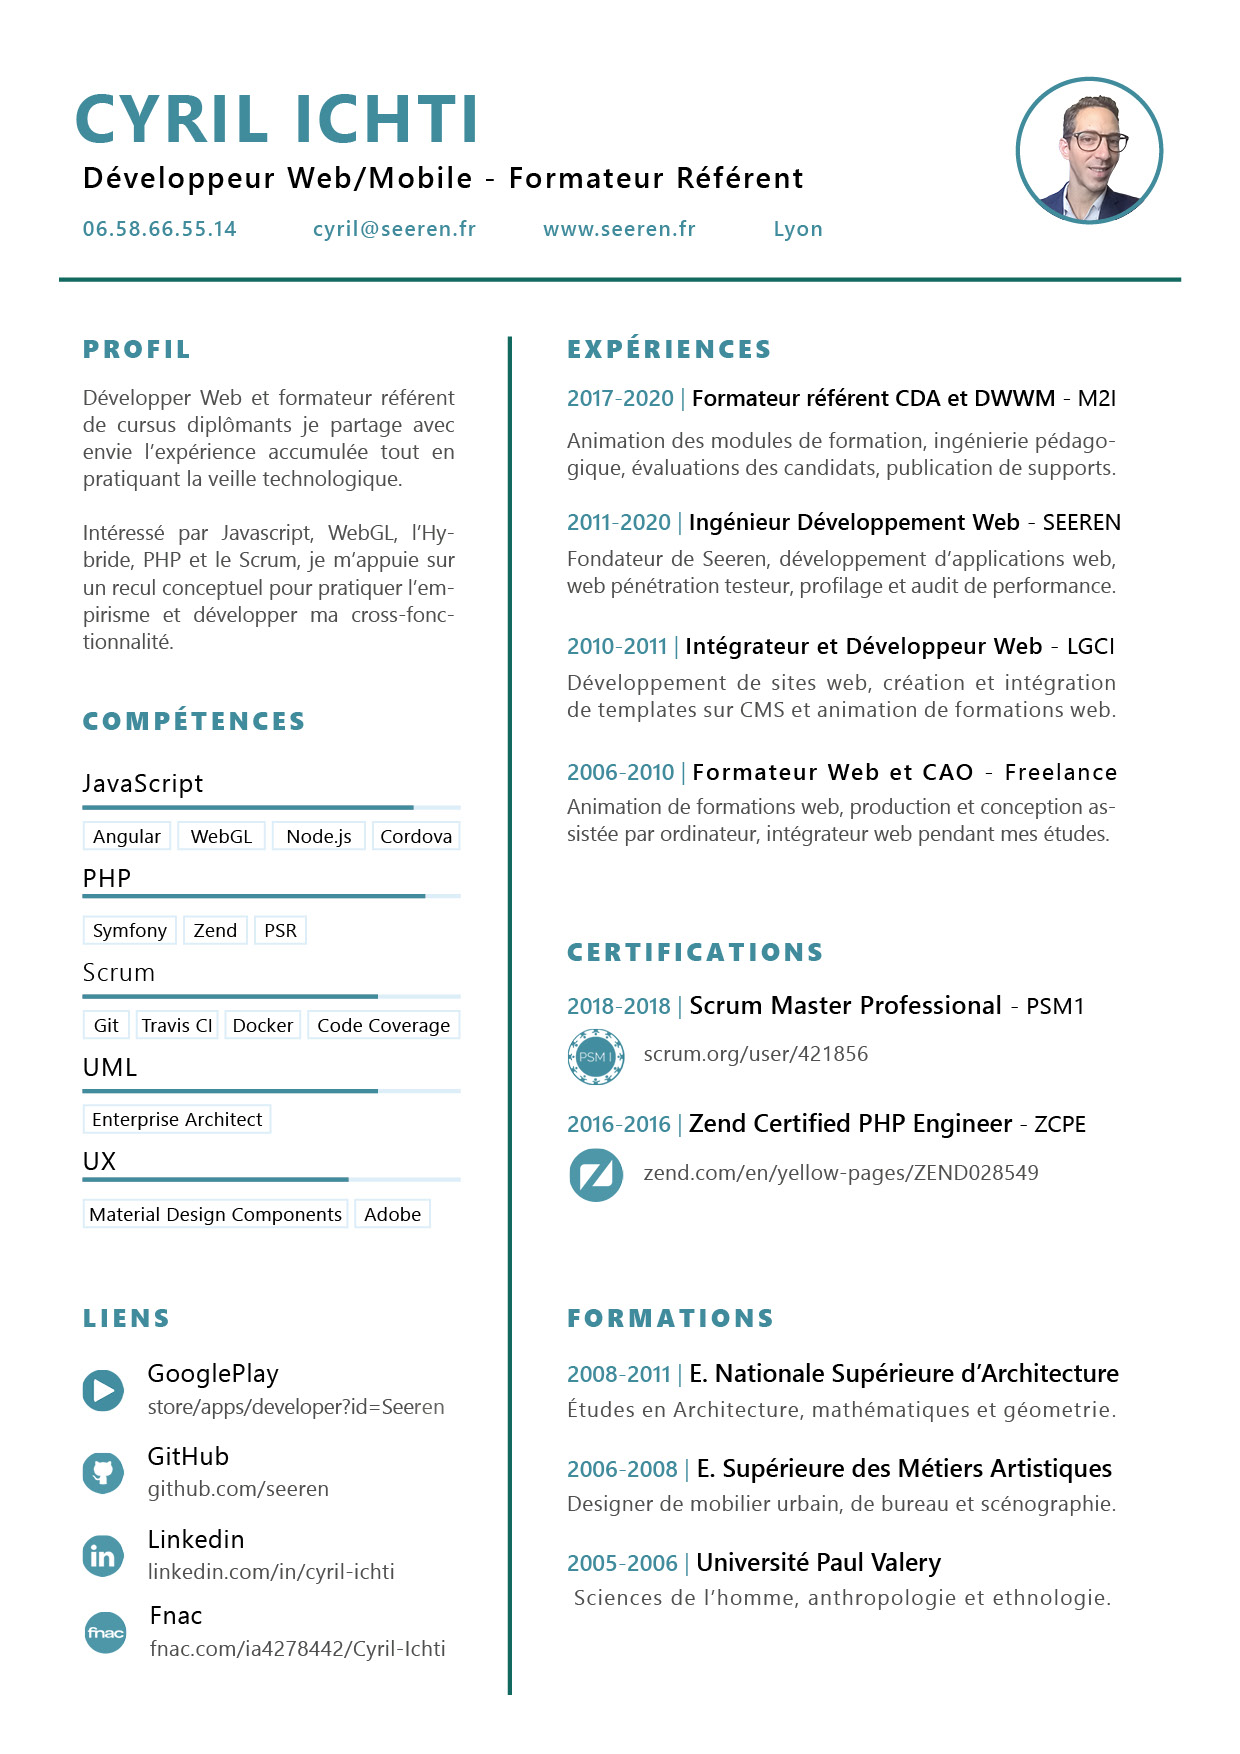 CYRIL ICHTI
Développeur Web/Mobile - Formateur Référent
06.58.66.55.14 cyril@seeren.fr www.seeren.fr Lyon
PROFIL
Développer Web et formateur référent
de cursus diplômants je partage avec
envie l’expérience accumulée tout en
pratiquant la veille technologique.
Intéressé par Javascript, WebGL, l’Hy-
bride, PHP et le Scrum, je m’appuie sur
un recul conceptuel pour pratiquer l’em-
pirisme et développer ma cross-fonc-
tionnalité.
COMPÉTENCES
JavaScript
Angular WebGL Node.js Cordova
PHP
Symfony Zend PSR
Scrum
Git Travis CI Docker Code Coverage
UML
Enterprise Architect
UX
Material Design Components Adobe
LIENS
GooglePlay
store/apps/developer?id=Seeren
GitHub
github.com/seeren
Linkedin
in
linkedin.com/in/cyril-ichti
Fnac
fnac
fnac.com/ia4278442/Cyril-Ichti
EXPÉRIENCES
2017-2020 | Formateur référent CDA et DWWM - M2I
Animation des modules de formation, ingénierie pédago-
gique, évaluations des candidats, publication de supports.
2011-2020 | Ingénieur Développement Web - SEEREN
Fondateur de Seeren, développement d’applications web,
web pénétration testeur, profilage et audit de performance.
2010-2011 | Intégrateur et Développeur Web - LGCI
Développement de sites web, création et intégration
de templates sur CMS et animation de formations web.
2006-2010 | Formateur Web et CAO - Freelance
Animation de formations web, production et conception as-
sistée par ordinateur, intégrateur web pendant mes études.
CERTIFICATIONS
2018-2018 | Scrum Master Professional - PSM1
PSM I
scrum.org/user/421856
2016-2016 | Zend Certified PHP Engineer - ZCPE
zend.com/en/yellow-pages/ZEND028549
FORMATIONS
2008-2011 | E. Nationale Supérieure d’Architecture
Études en Architecture, mathématiques et géometrie.
2006-2008 | E. Supérieure des Métiers Artistiques
Designer de mobilier urbain, de bureau et scénographie.
2005-2006 | Université Paul Valery
Sciences de l’homme, anthropologie et ethnologie.